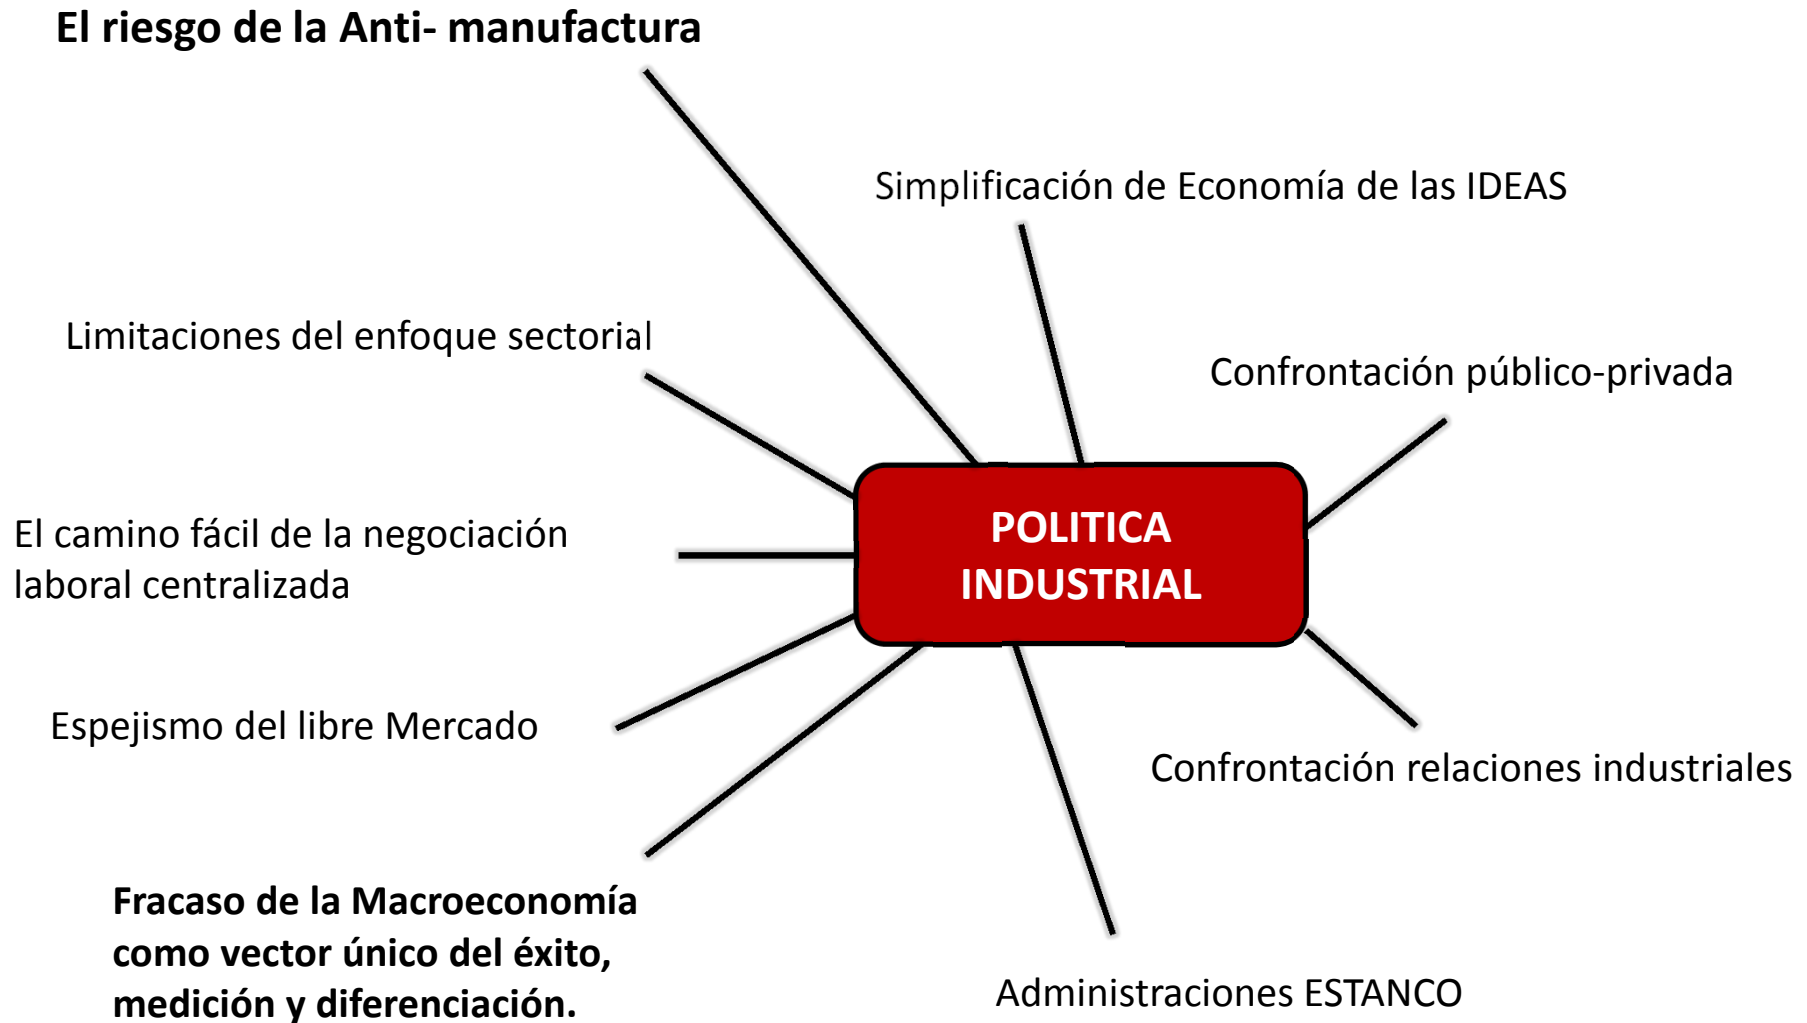 El riesgo de la Anti- manufactura
Simplificación de Economía de las IDEAS
Limitaciones del enfoque sectorial
Confrontación público-privada
POLITICA
INDUSTRIAL
El camino fácil de la negociación
laboral centralizada
Espejismo del libre Mercado
Confrontación relaciones industriales
Fracaso de la Macroeconomía
como vector único del éxito,
medición y diferenciación.
Administraciones ESTANCO